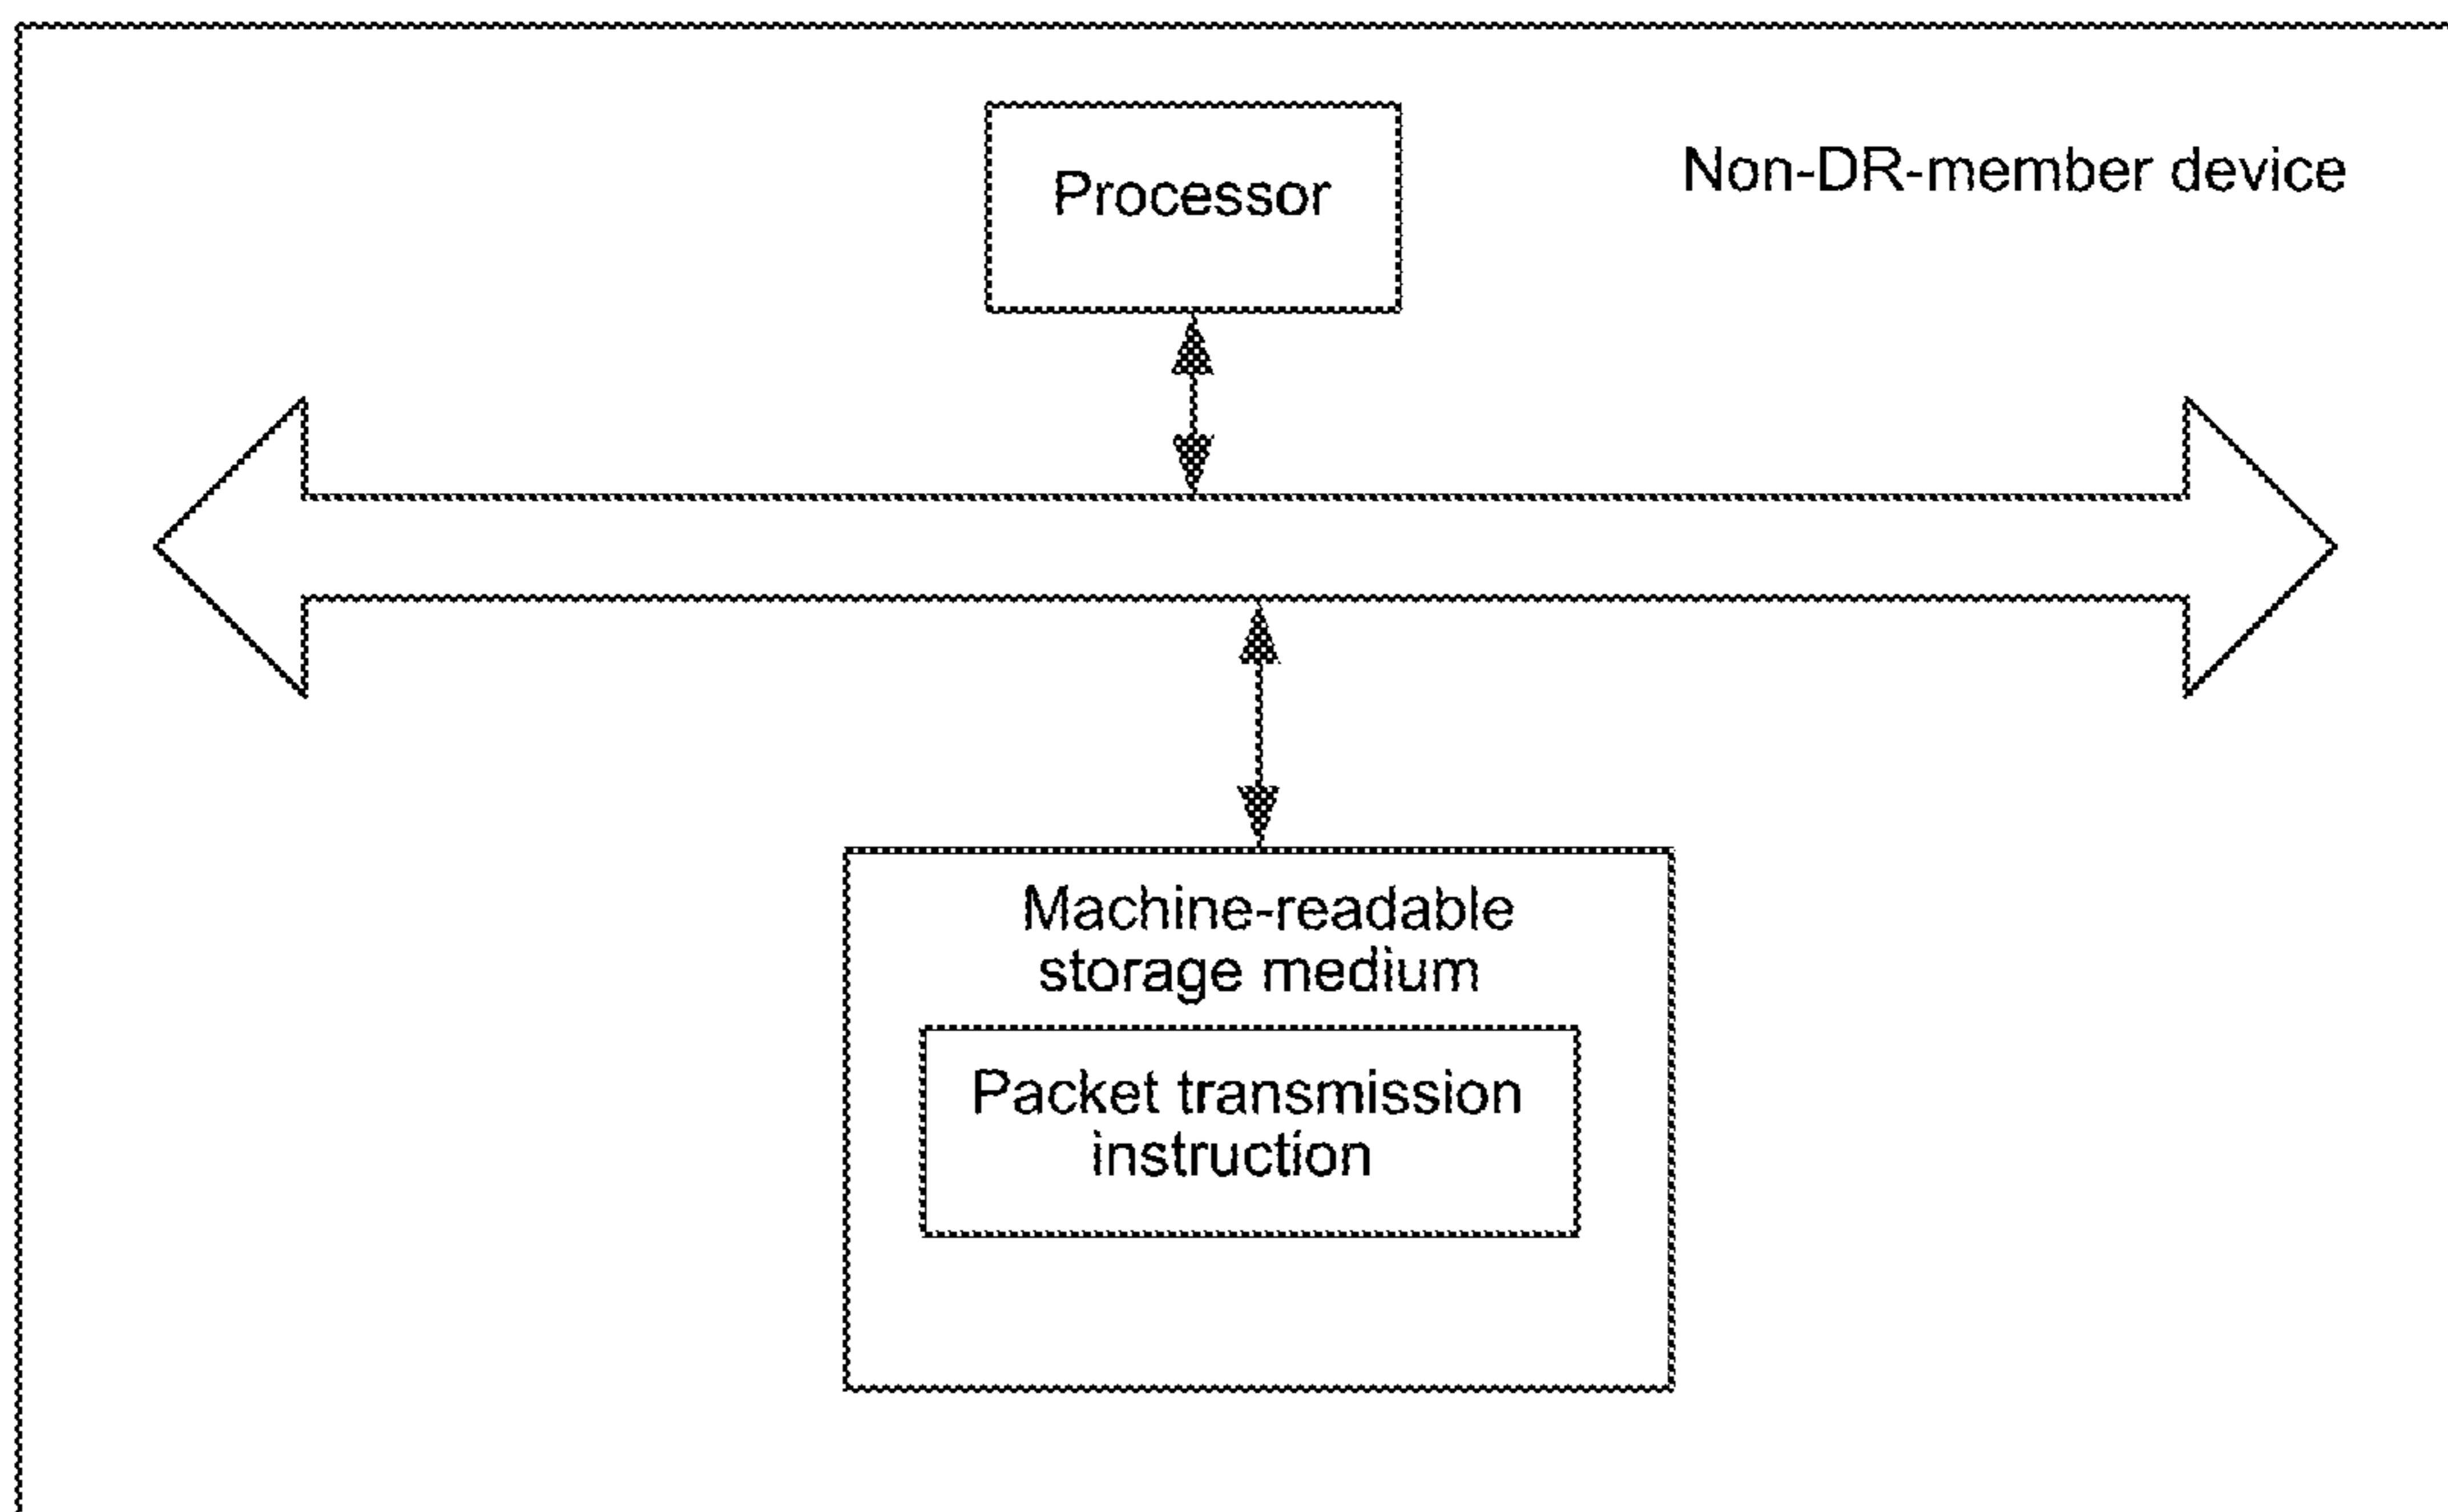 Processor
Non-DR-member device
Machine-readable
storage medium
Packet transmission
instruction